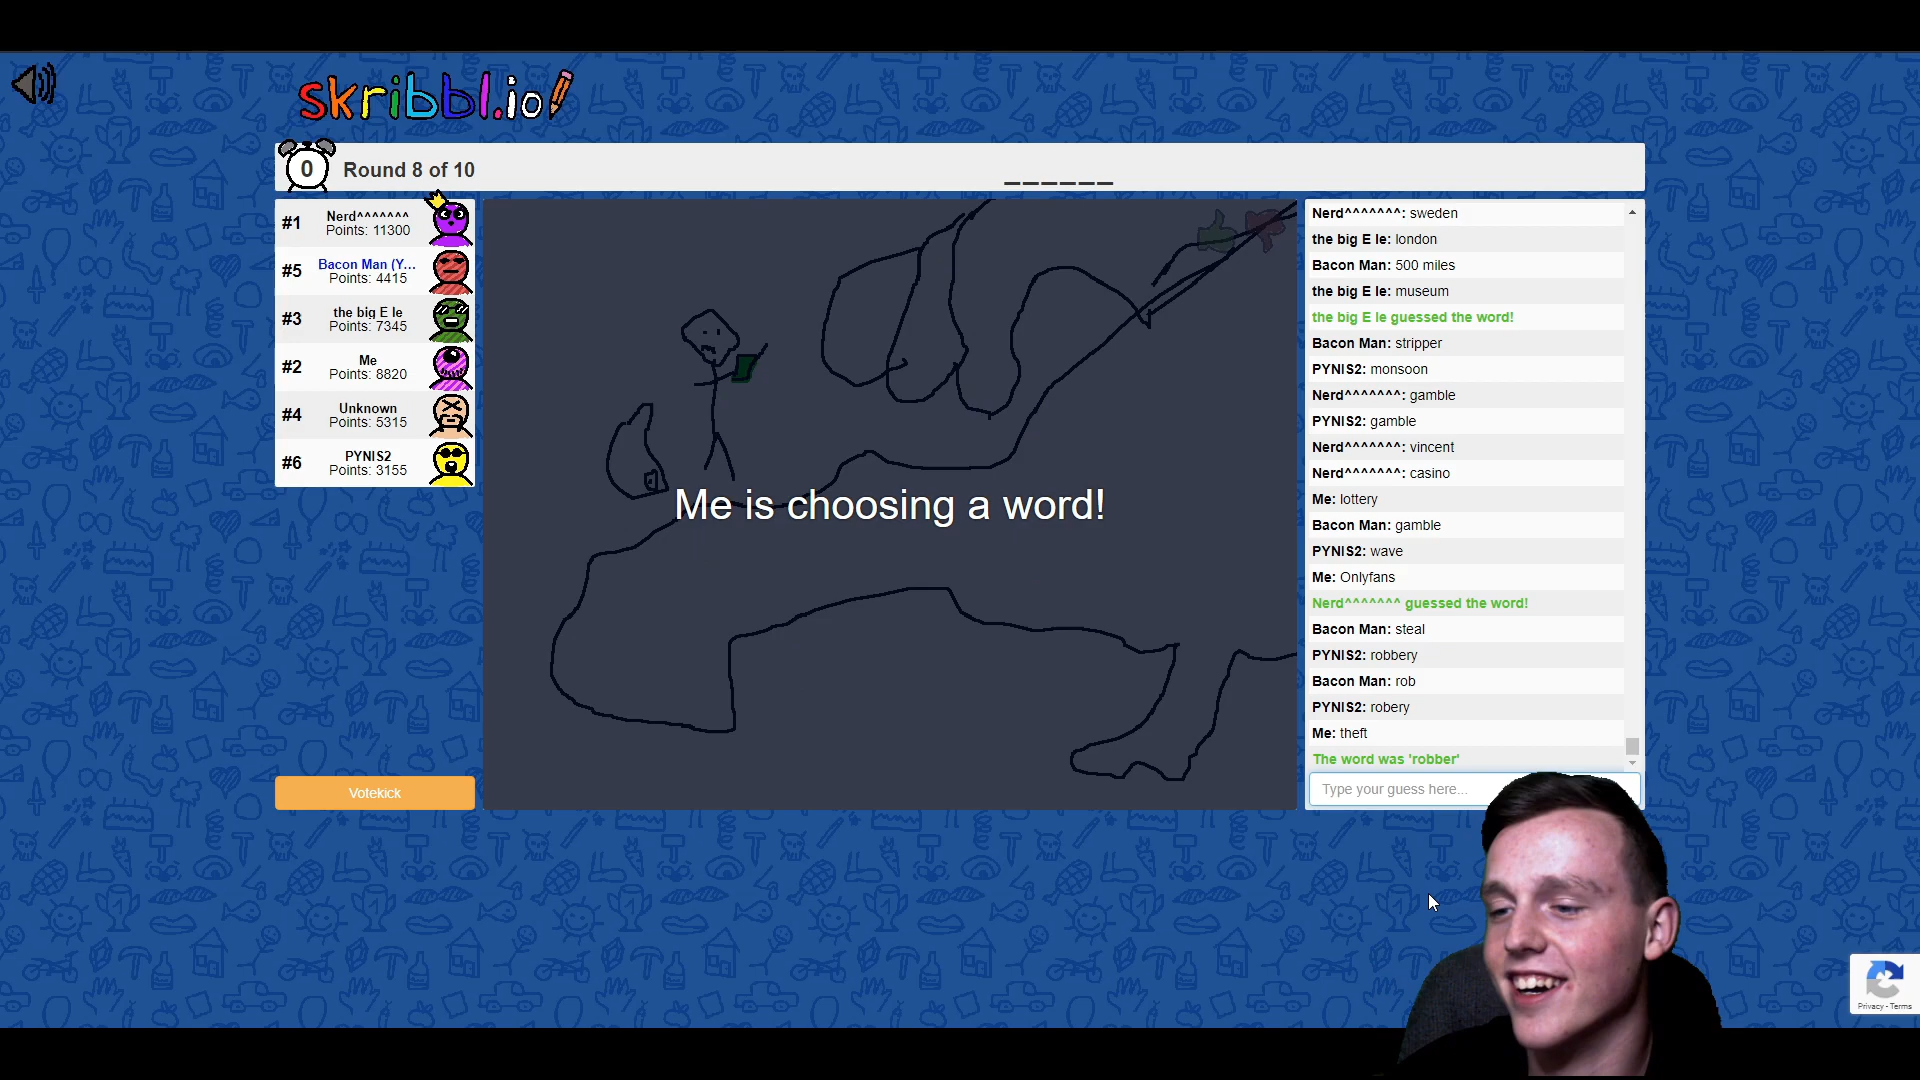 skribbl.io
0
Round 8 of 10
______
#1
Nerd^^^^^^^
Points: 11300
#5
Bacon Man (Y...
Points: 4415
#3
the big E le
Points: 7345
#2
Me
Points: 8820
#4
Unknown
Points: 5315
#6
PYNIS2
Points: 3155
Votekick
Me is choosing a word!
Nerd^^^^^^^: sweden
the big E le: london
Bacon Man: 500 miles
the big E le: museum
the big E le guessed the word!
Bacon Man: stripper
PYNIS2: monsoon
Nerd^^^^^^^: gamble
PYNIS2: gamble
Nerd^^^^^^^: vincent
Nerd^^^^^^^: casino
Me: lottery
Bacon Man: gamble
PYNIS2: wave
Me: Onlyfans
Nerd^^^^^^^ guessed the word!
Bacon Man: steal
PYNIS2: robbery
Bacon Man: rob
PYNIS2: robery
Me: theft
The word was 'robber'
Type your guess here...
Privacy - Terms